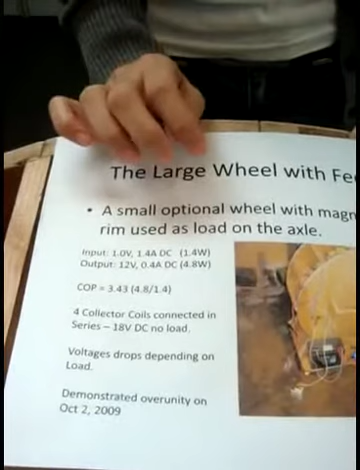 The Large Wheel with Fee
• A small optional wheel with magn
rim used as load on the axle.
Input: 1.0V, 1.4A DC (1.4W)
Output: 12V, 0.4A DC (4.8W)
COP = 3.43 (4.8/1.4)
4 Collector Coils connected in
Series – 18V DC no load.
Voltages drops depending on
Load.
Demonstrated overunity on
Oct 2, 2009